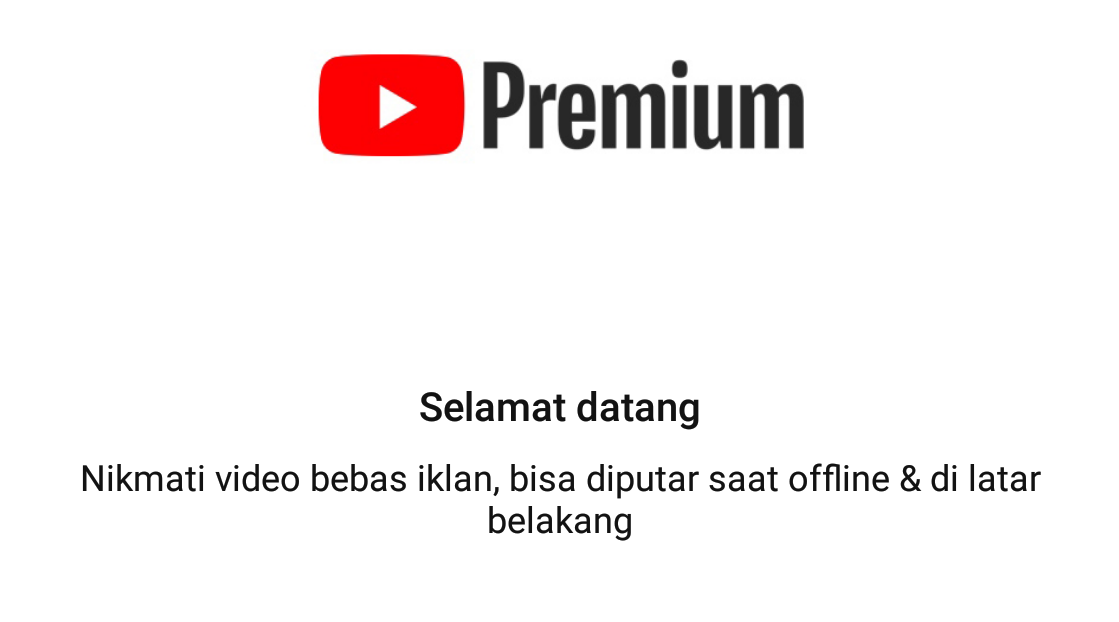 Premium
Selamat datang
Nikmati video bebas iklan, bisa diputar saat offline & di latar
belakang